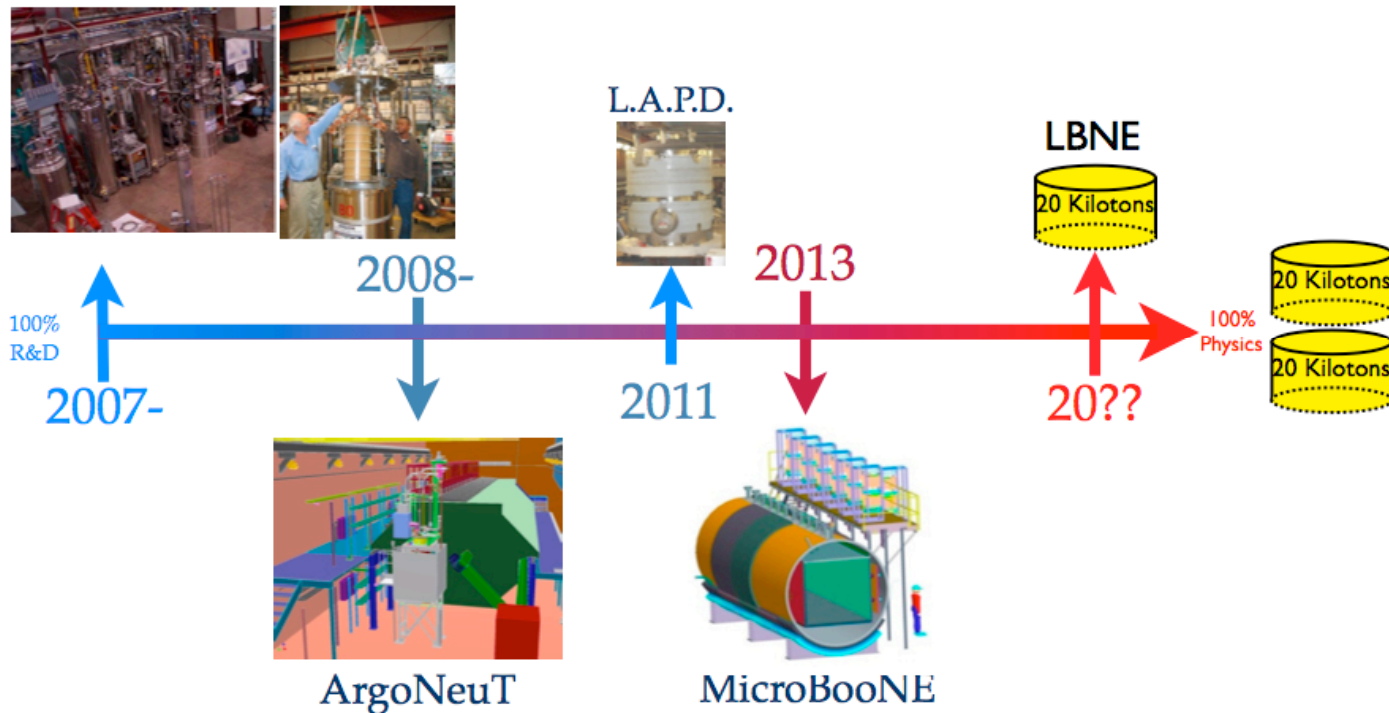 L.A.P.D.
LBNE
20 Kilotons
2008-
2013
20 Kilotons
100%
R&D
100%
Physics
20 Kilotons
2007-
2011
20??
ArgoNeuT
MicroBooNE